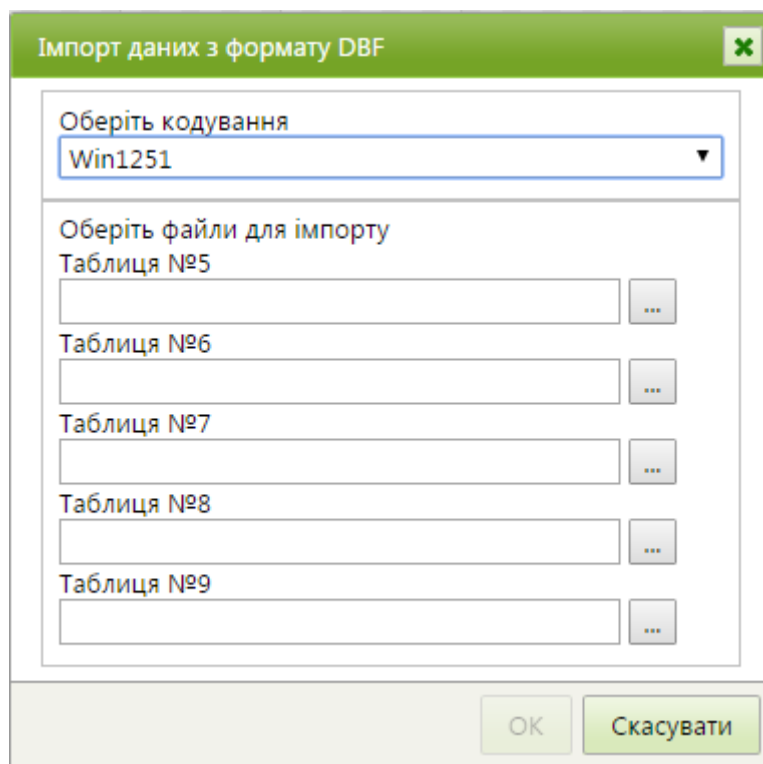 Імпорт даних з формату DBF
Оберіть кодування
Win1251
Оберіть файли для імпорту
Таблиця №5
...
Таблиця №6
...
Таблиця №7
...
Таблиця №8
...
Таблиця №9
...
ОК Скасувати